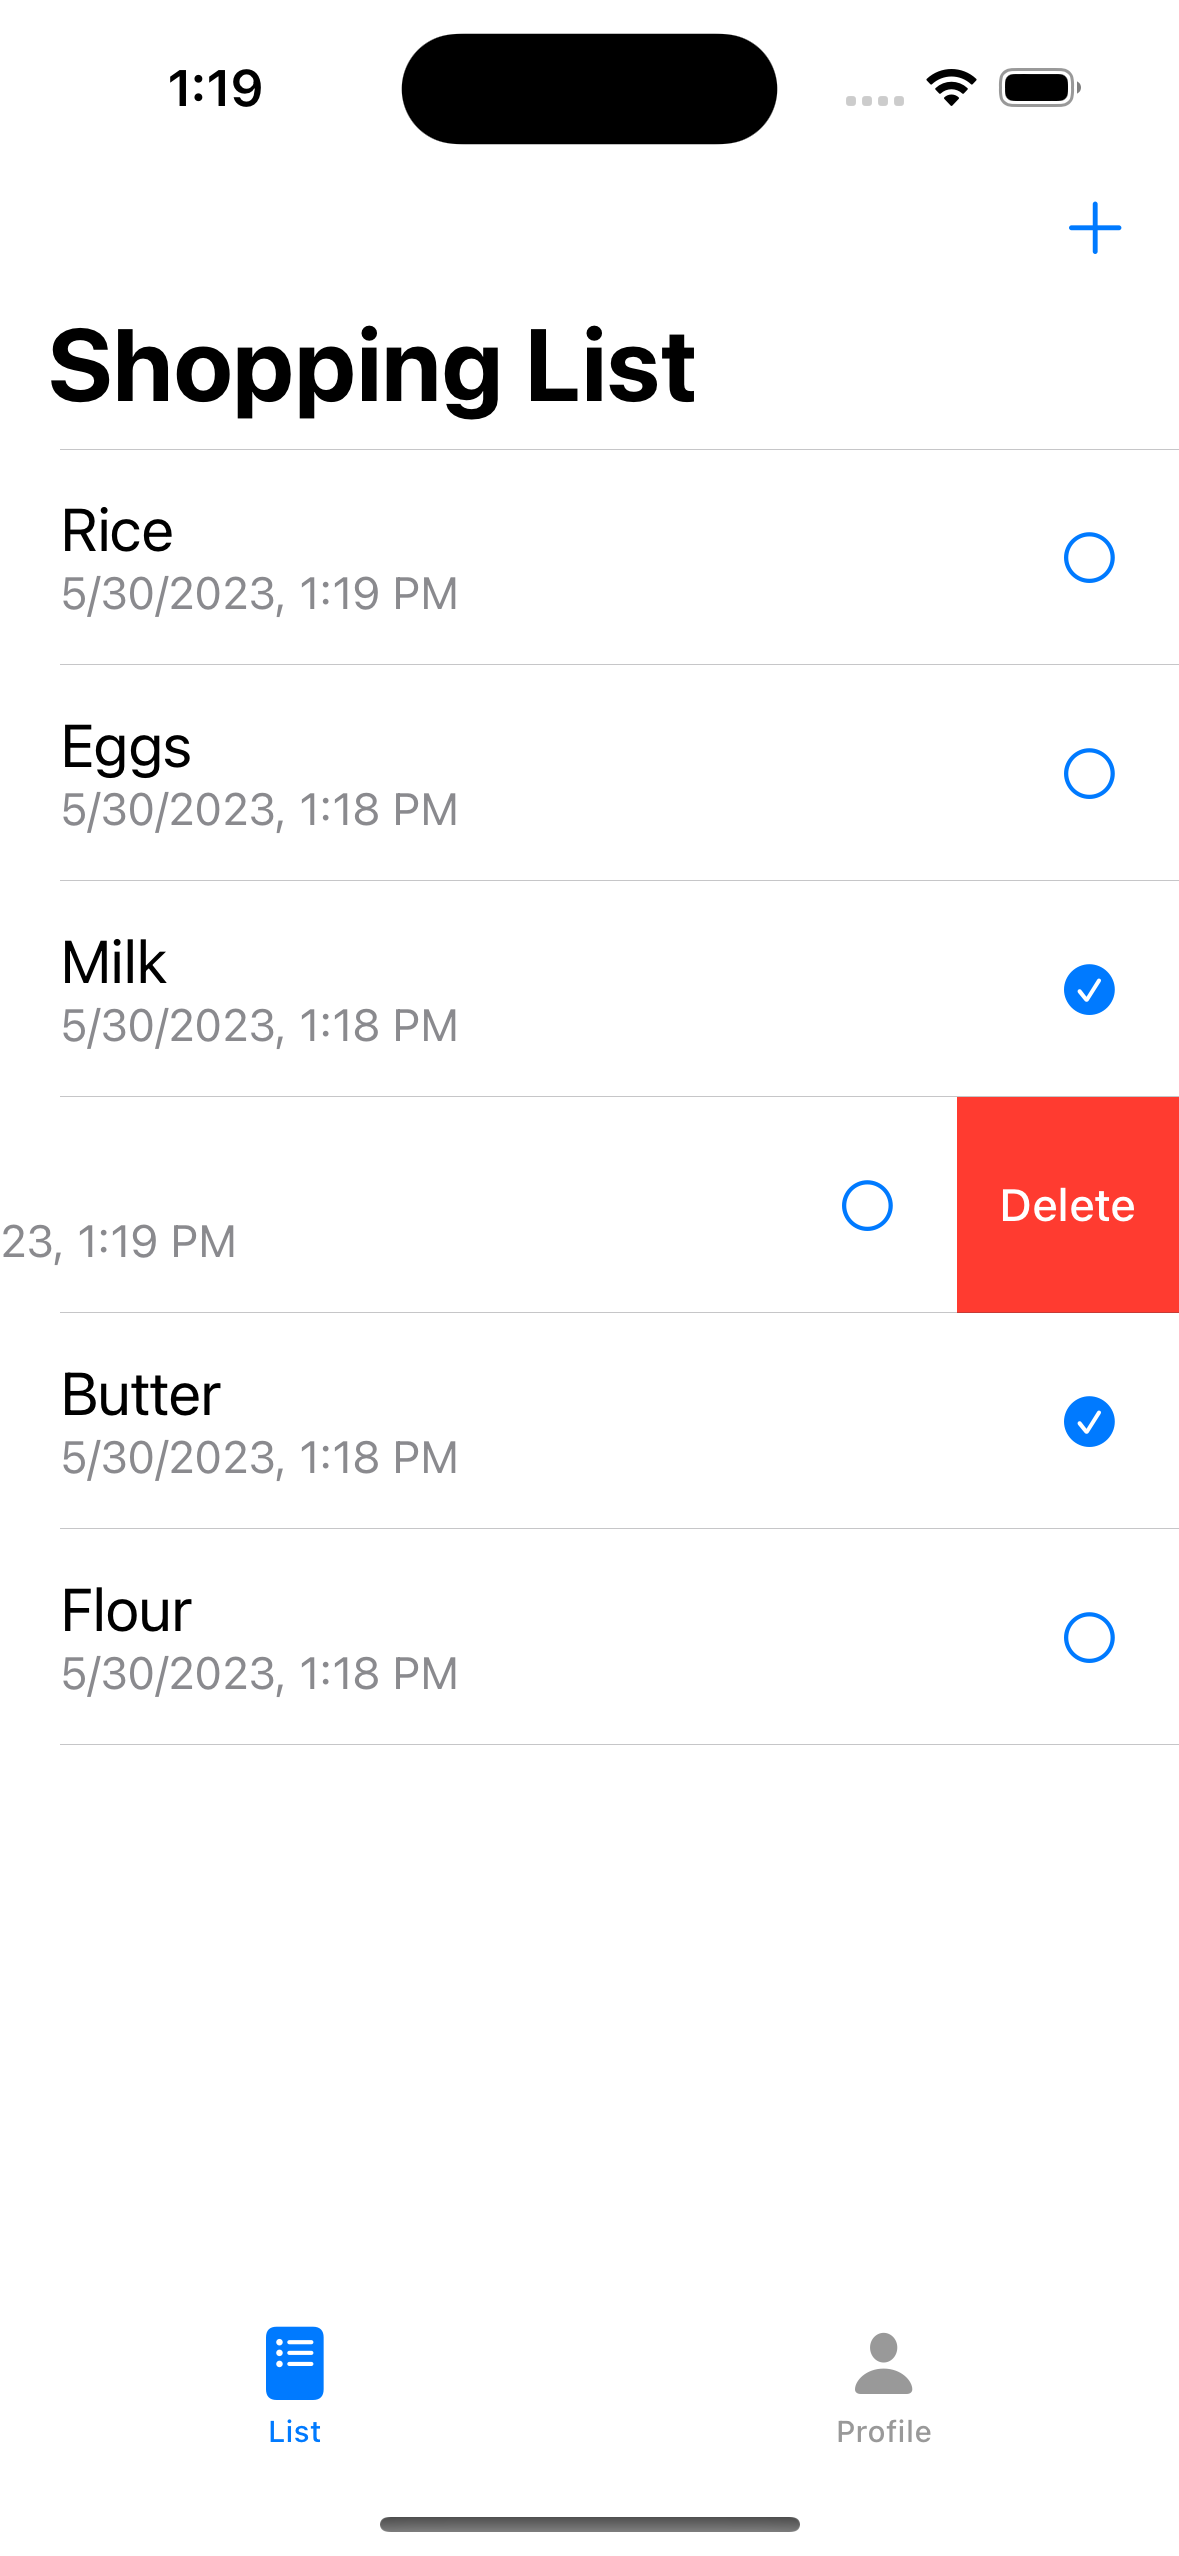 1:19
Shopping List
Rice
5/30/2023, 1:19 PM
Eggs
5/30/2023, 1:18 PM
Milk
5/30/2023, 1:18 PM
23, 1:19 PM
Delete
Butter
5/30/2023, 1:18 PM
Flour
5/30/2023, 1:18 PM
List
Profile